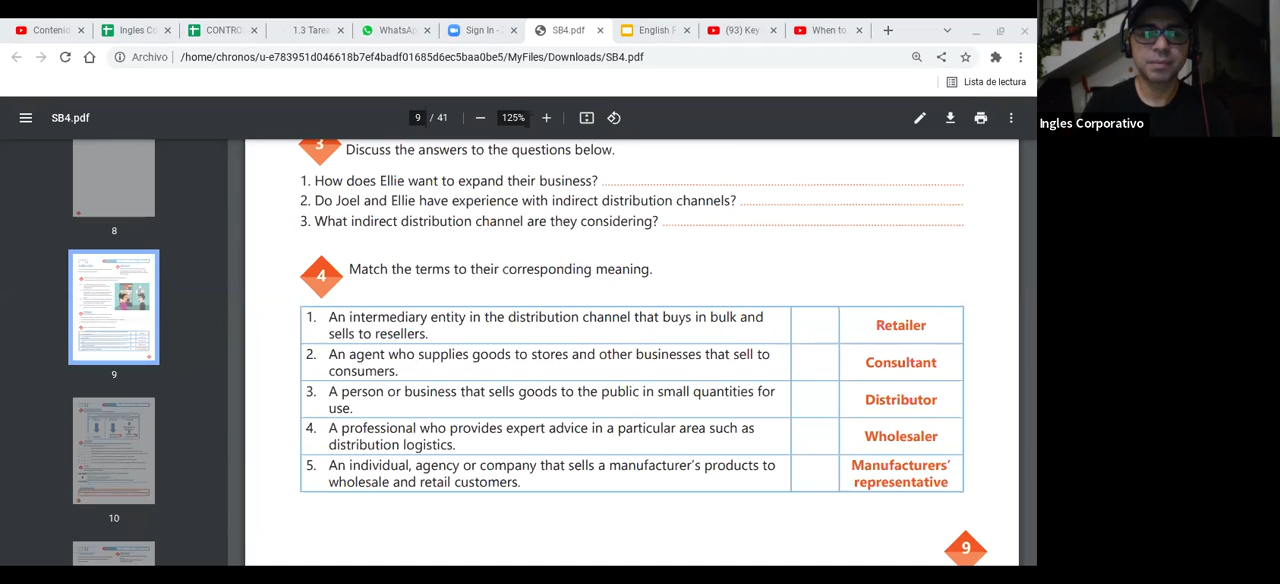 Contenid
Ingles Co
CONTRO
1.3 Tarea
WhatsAp
Sign In -
SB4.pdf
English F
(93) Key
When to
Archivo
/home/chronos/u-e783951d046618b7ef4badf01685d6ec5baa0be5/MyFiles/Downloads/SB4.pdf
Lista de lectura
SB4.pdf
9 / 41
125%
Ingles Corporativo
8
9
10
3 Discuss the answers to the questions below.
1. How does Ellie want to expand their business?
2. Do Joel and Ellie have experience with indirect distribution channels?
3. What indirect distribution channel are they considering?
4 Match the terms to their corresponding meaning.
1. An intermediary entity in the distribution channel that buys in bulk and
sells to resellers.
Retailer
2. An agent who supplies goods to stores and other businesses that sell to
consumers.
Consultant
3. A person or business that sells goods to the public in small quantities for
use.
Distributor
4. A professional who provides expert advice in a particular area such as
distribution logistics.
Wholesaler
5. An individual, agency or company that sells a manufacturer's products to
wholesale and retail customers.
Manufacturers'
representative
9